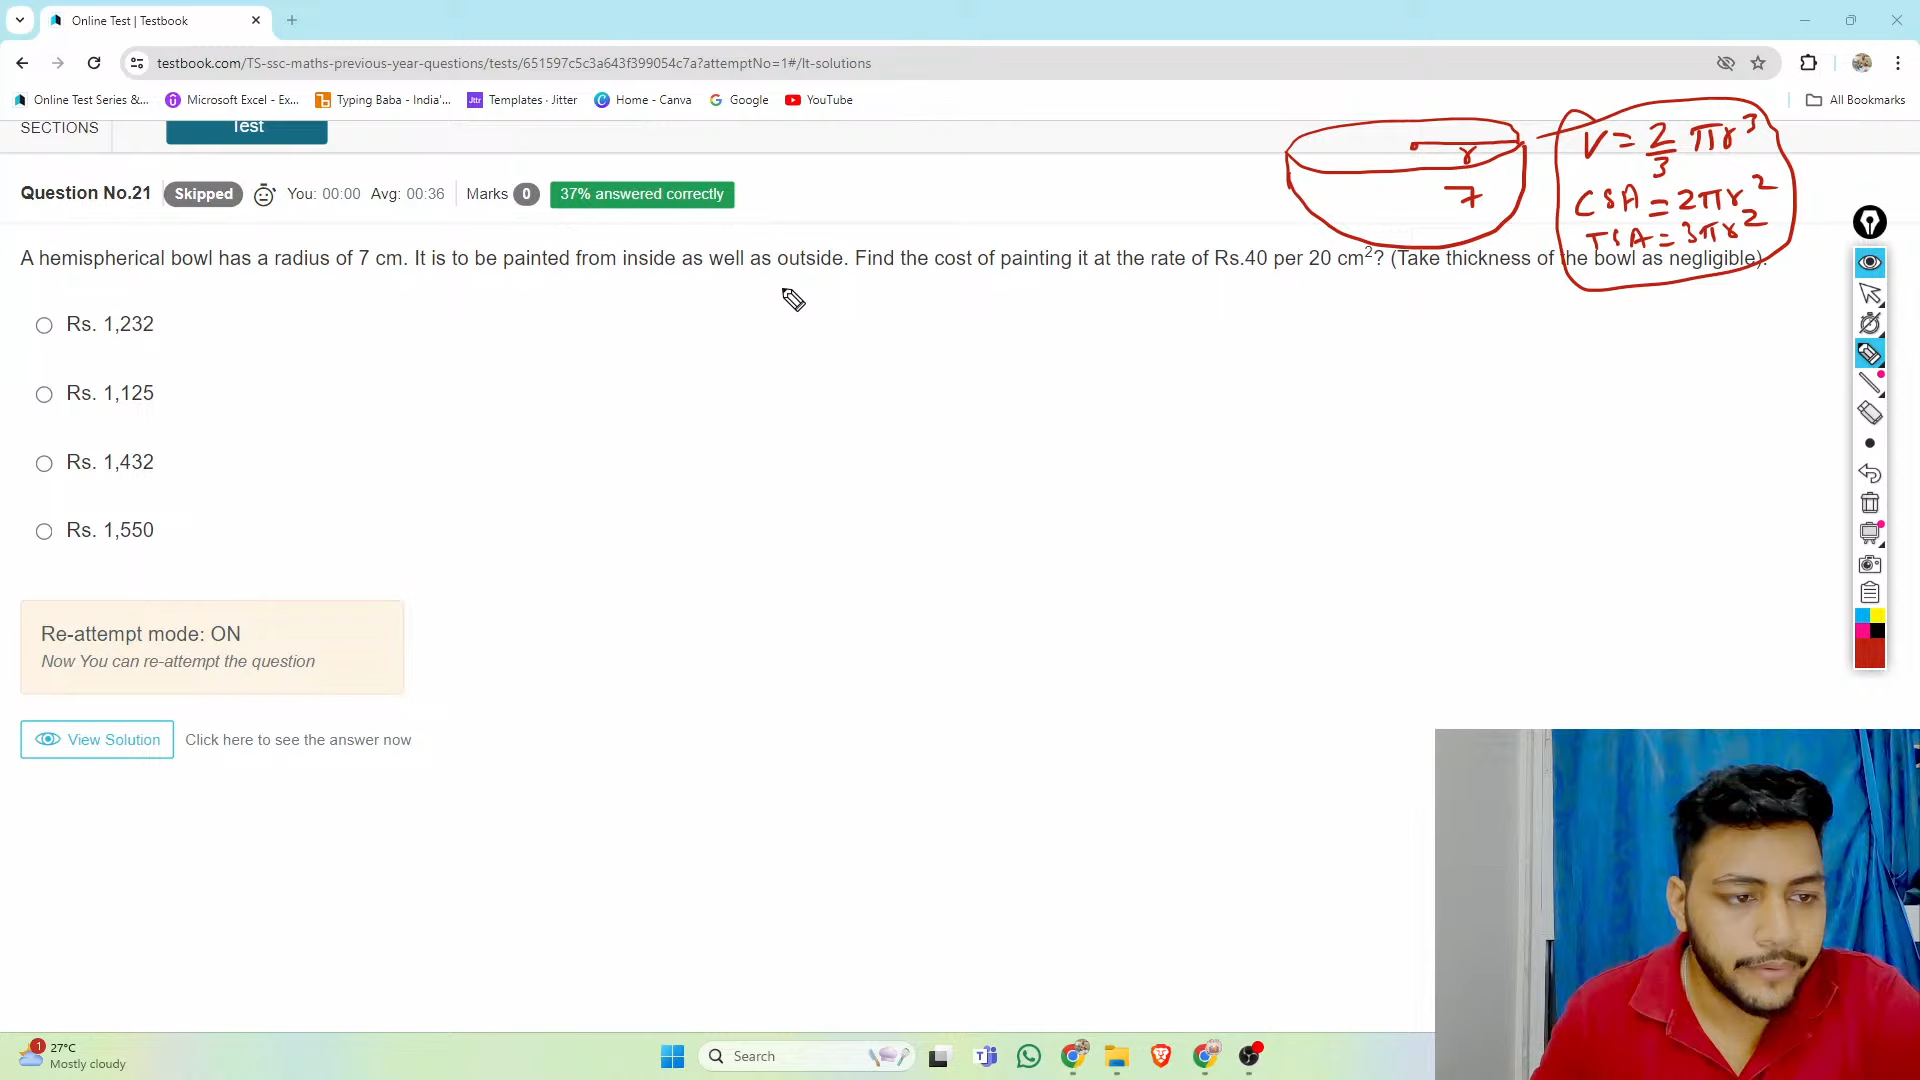 Online Test | Testbook
testbook.com/TS-ssc-maths-previous-year-questions/tests/651597c5c3a643f399054c7a?attemptNo=1#/lt-solutions
Online Test Series &... Microsoft Excel - Ex... Typing Baba - India'... Jttr Templates · Jitter Home - Canva Google YouTube All Bookmarks
SECTIONS Test
V = 2/3 πr³
CSA = 2πr²
TSA = 3πr²
r
7
Question No.21 Skipped You: 00:00 Avg: 00:36 Marks 0 37% answered correctly
A hemispherical bowl has a radius of 7 cm. It is to be painted from inside as well as outside. Find the cost of painting it at the rate of Rs.40 per 20 cm²? (Take thickness of the bowl as negligible).
Rs. 1,232
Rs. 1,125
Rs. 1,432
Rs. 1,550
Re-attempt mode: ON
Now You can re-attempt the question
View Solution Click here to see the answer now
1 27°C
Mostly cloudy
Search